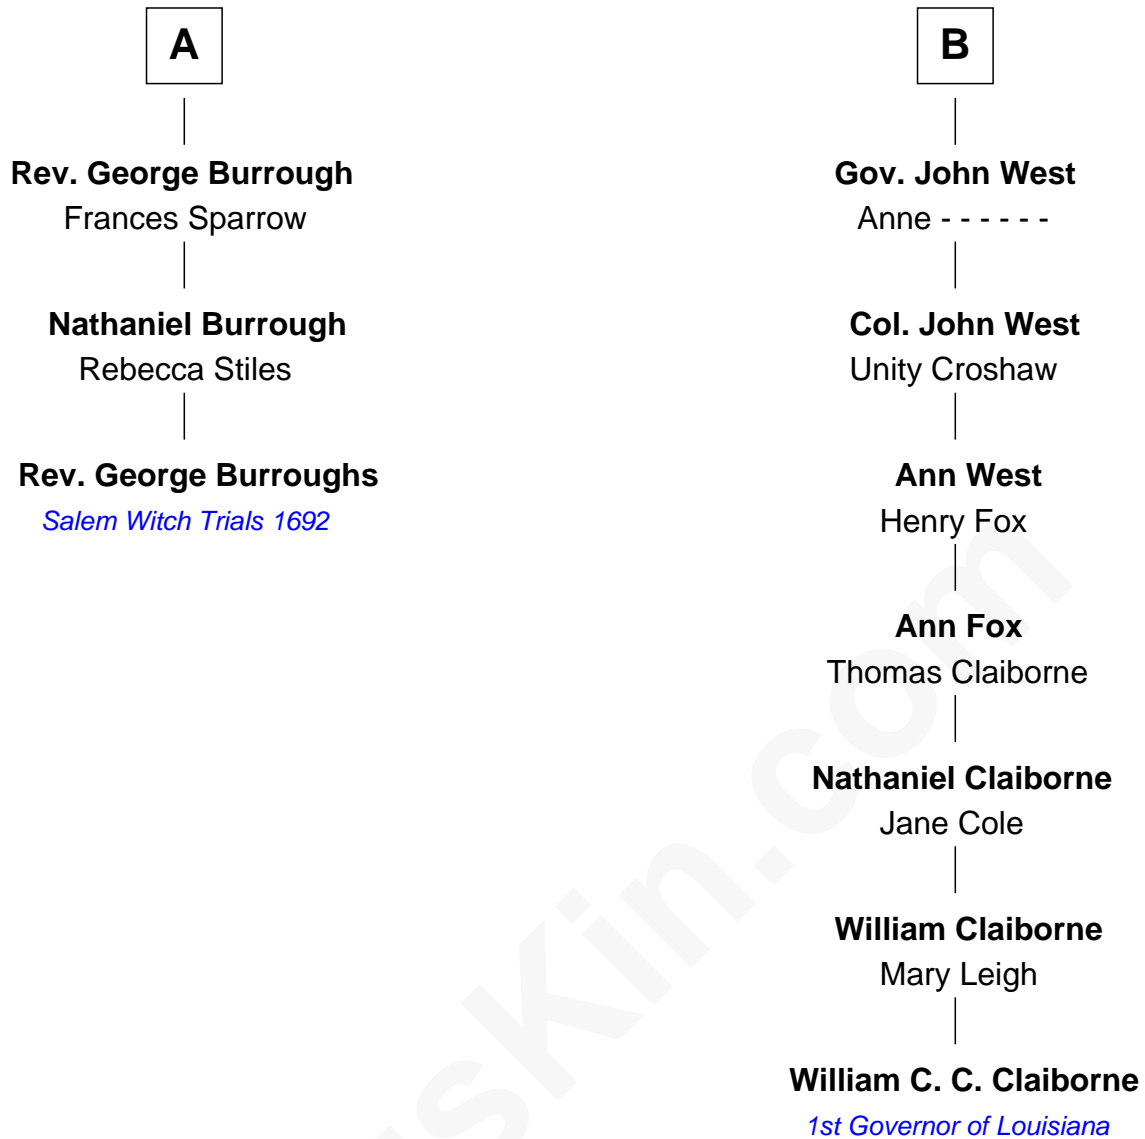 A
Rev. George Burrough
Frances Sparrow
Nathaniel Burrough
Rebecca Stiles
Rev. George Burroughs
Salem Witch Trials 1692
B
Gov. John West
Anne - - - - - -
Col. John West
Unity Croshaw
Ann West
Henry Fox
Ann Fox
Thomas Claiborne
Nathaniel Claiborne
Jane Cole
William Claiborne
Mary Leigh
William C. C. Claiborne
1st Governor of Louisiana